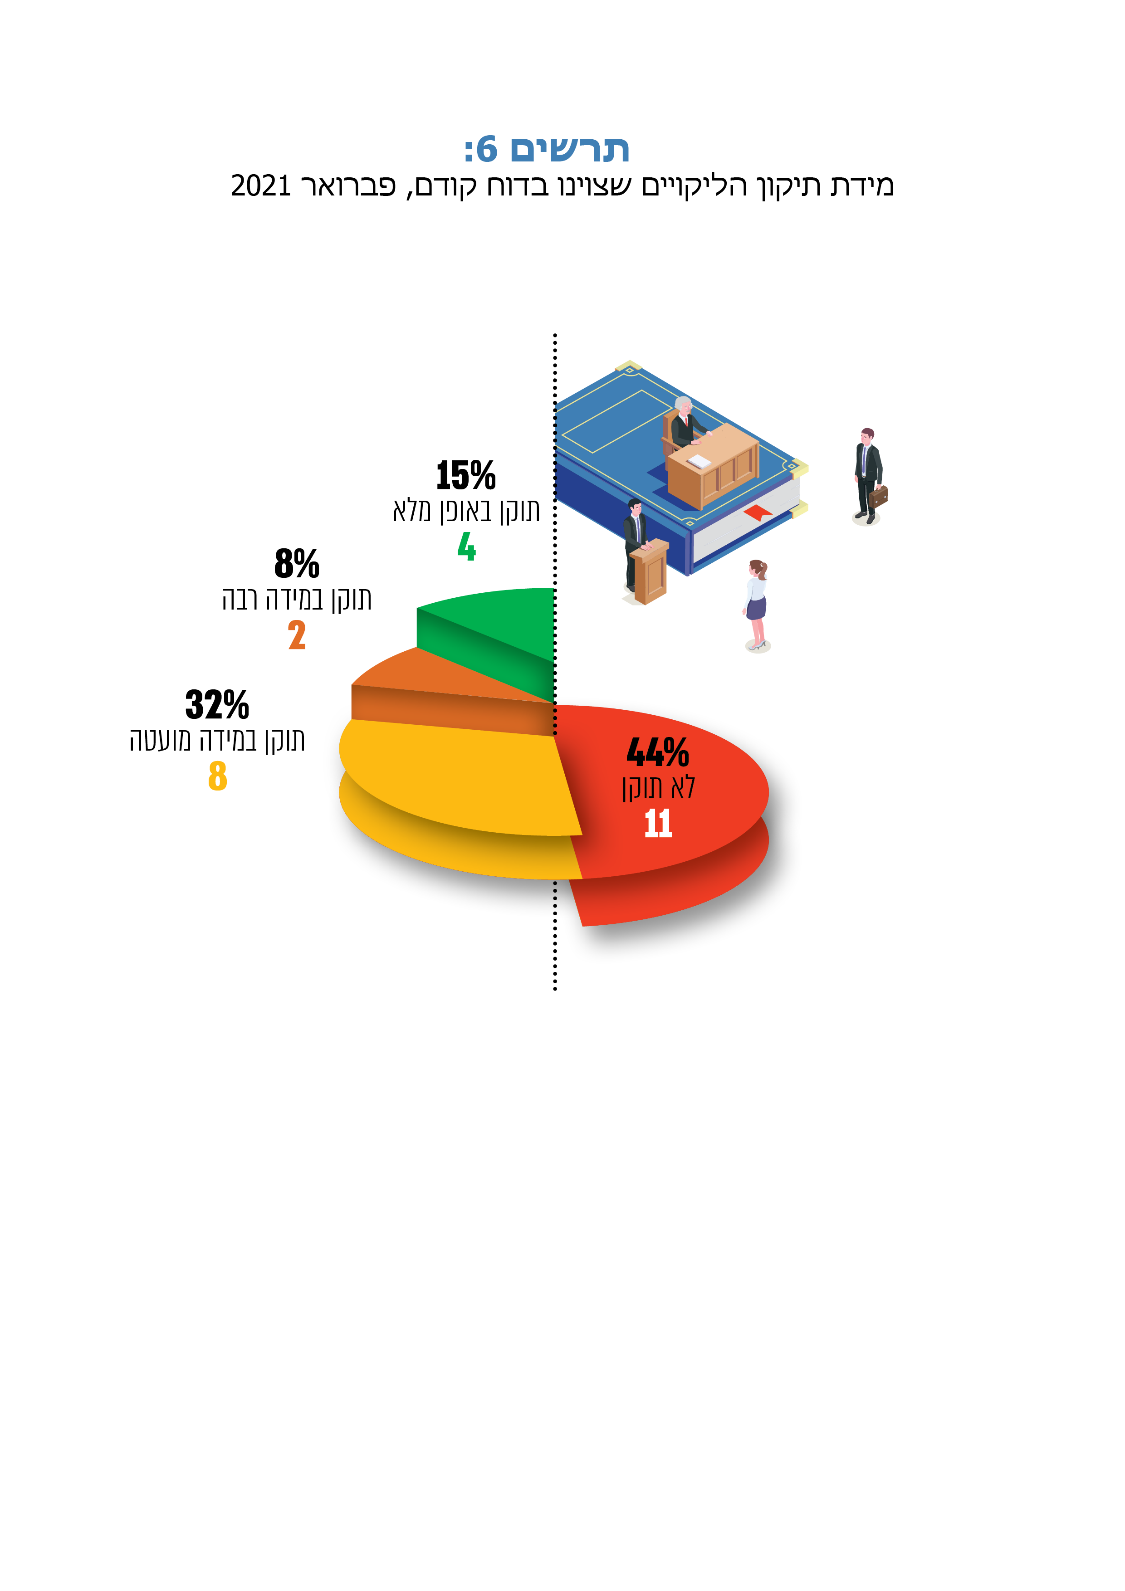 תרשים 6:
מידת תיקון הליקויים שצוינו בדוח קודם, פברואר 2021
15%
תוקן באופן מלא
4
8%
תוקן במידה רבה
2
32%
תוקן במידה מועטה
8
44%
לא תוקן
11